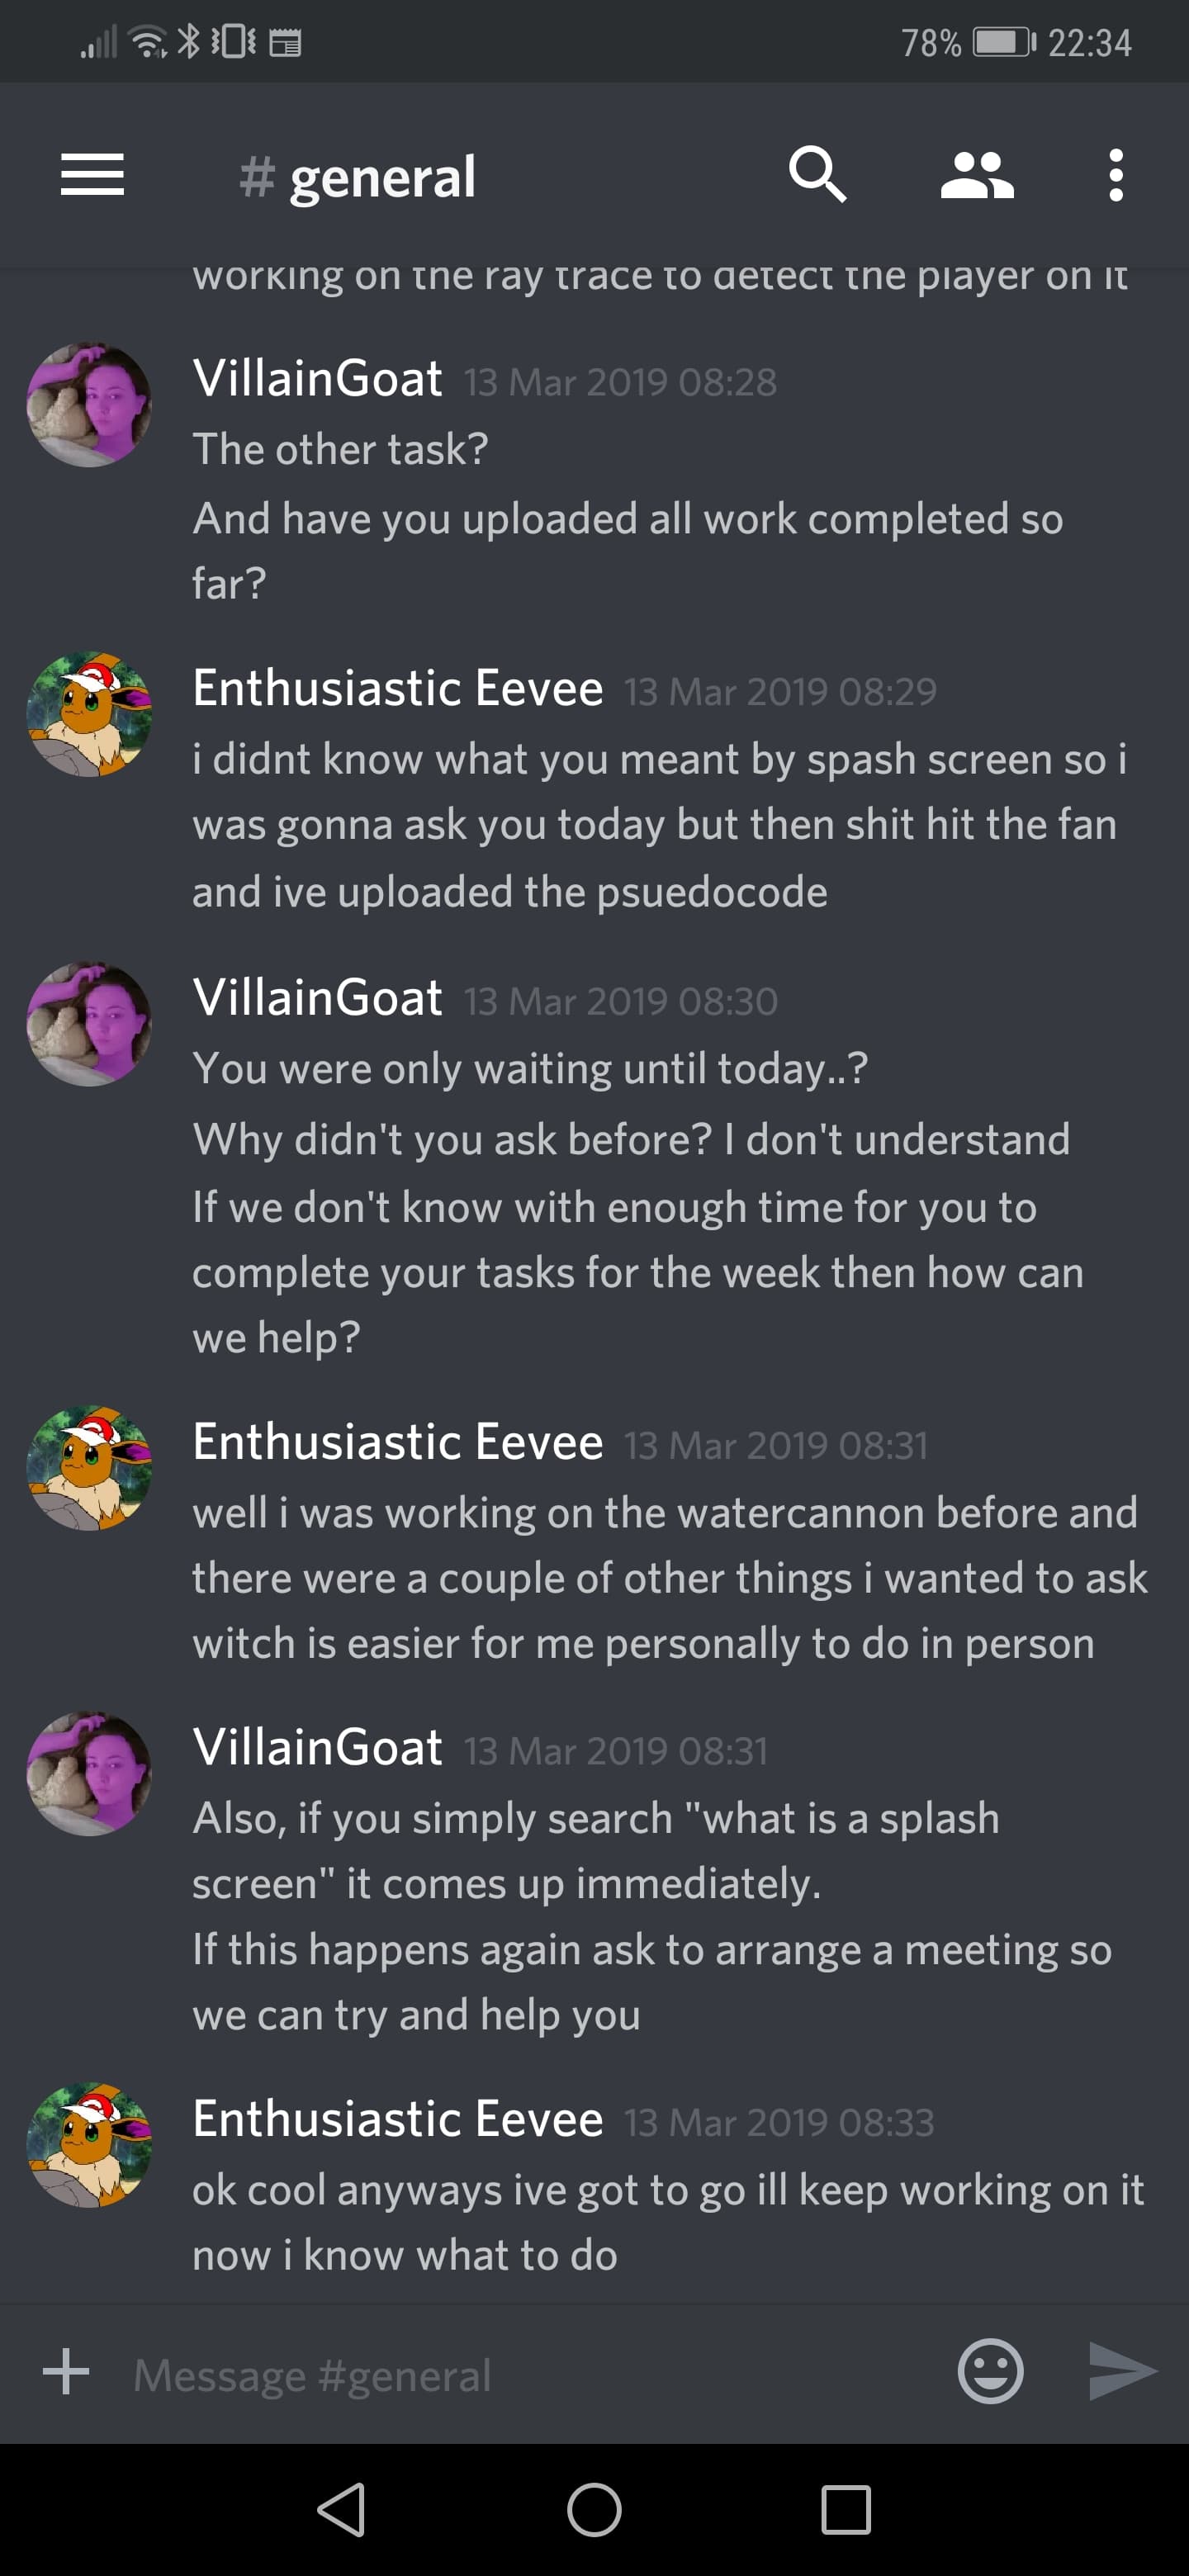 78% 22:34
# general
working on the ray trace to detect the player on it
VillainGoat 13 Mar 2019 08:28
The other task?
And have you uploaded all work completed so
far?
Enthusiastic Eevee 13 Mar 2019 08:29
i didnt know what you meant by spash screen so i
was gonna ask you today but then shit hit the fan
and ive uploaded the psuedocode
VillainGoat 13 Mar 2019 08:30
You were only waiting until today..?
Why didn't you ask before? I don't understand
If we don't know with enough time for you to
complete your tasks for the week then how can
we help?
Enthusiastic Eevee 13 Mar 2019 08:31
well i was working on the watercannon before and
there were a couple of other things i wanted to ask
witch is easier for me personally to do in person
VillainGoat 13 Mar 2019 08:31
Also, if you simply search "what is a splash
screen" it comes up immediately.
If this happens again ask to arrange a meeting so
we can try and help you
Enthusiastic Eevee 13 Mar 2019 08:33
ok cool anyways ive got to go ill keep working on it
now i know what to do
Message #general